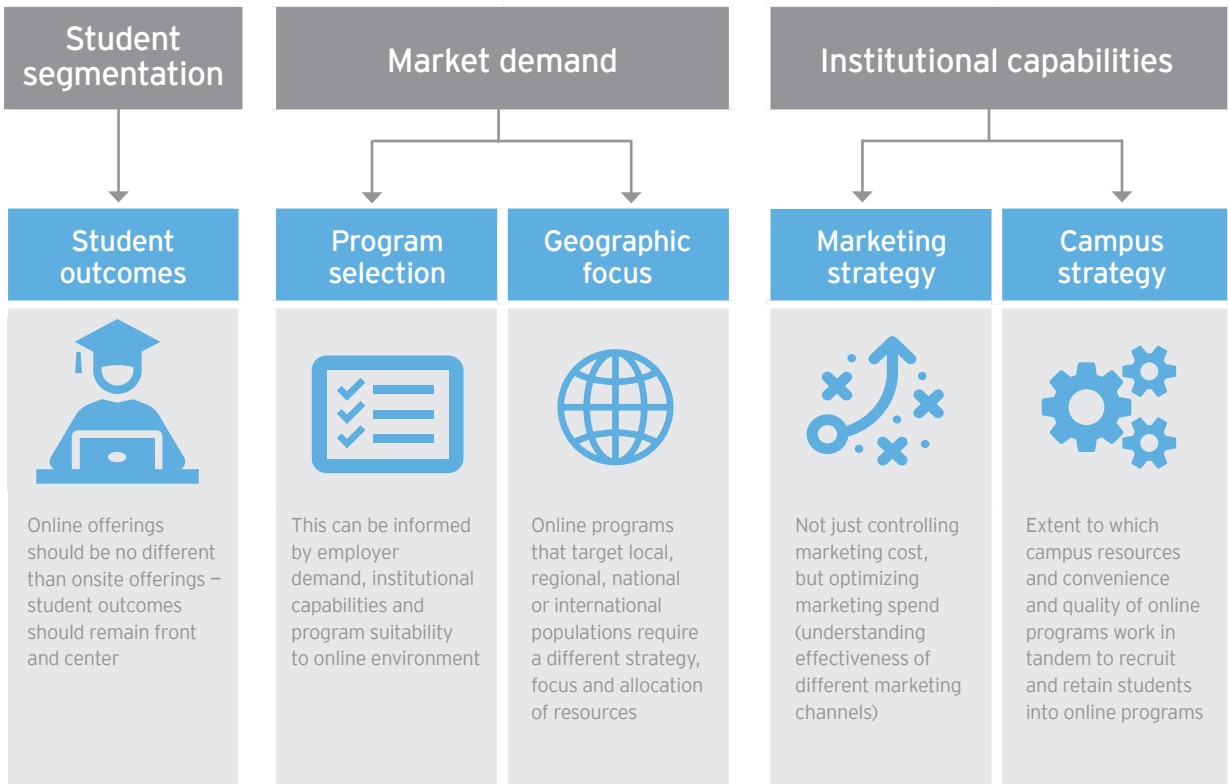 Student
segmentation
Market demand
Institutional capabilities
Student
outcomes
Program
selection
Geographic
focus
Marketing
strategy
Campus
strategy
Online offerings
should be no different
than onsite offerings –
student outcomes
should remain front
and center
This can be informed
by employer
demand, institutional
capabilities and
program suitability
to online environment
Online programs
that target local,
regional, national
or international
populations require
a different strategy,
focus and allocation
of resources
Not just controlling
marketing cost,
but optimizing
marketing spend
(understanding
effectiveness of
different marketing
channels)
Extent to which
campus resources
and convenience
and quality of online
programs work in
tandem to recruit
and retain students
into online programs